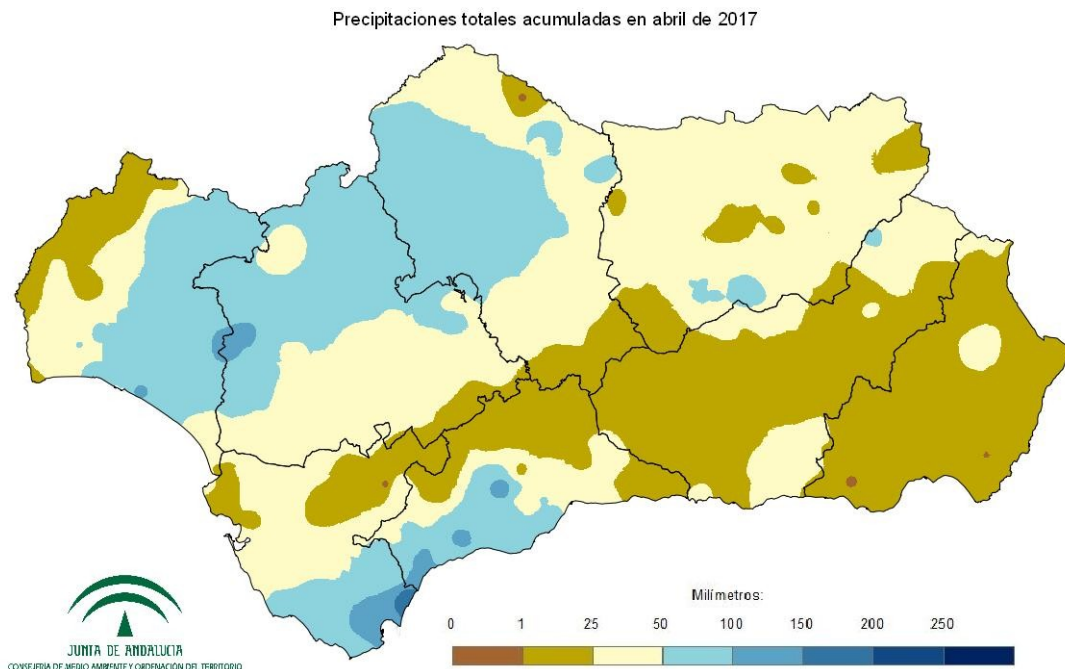 Precipitaciones totales acumuladas en abril de 2017
Milímetros:
0 1 25 50 100 150 200 250
JUNTA DE ANDALUCIA
CONSEJERIA DE MEDIO AMBIENTE Y ORDENACIÓN DEL TERRITORIO